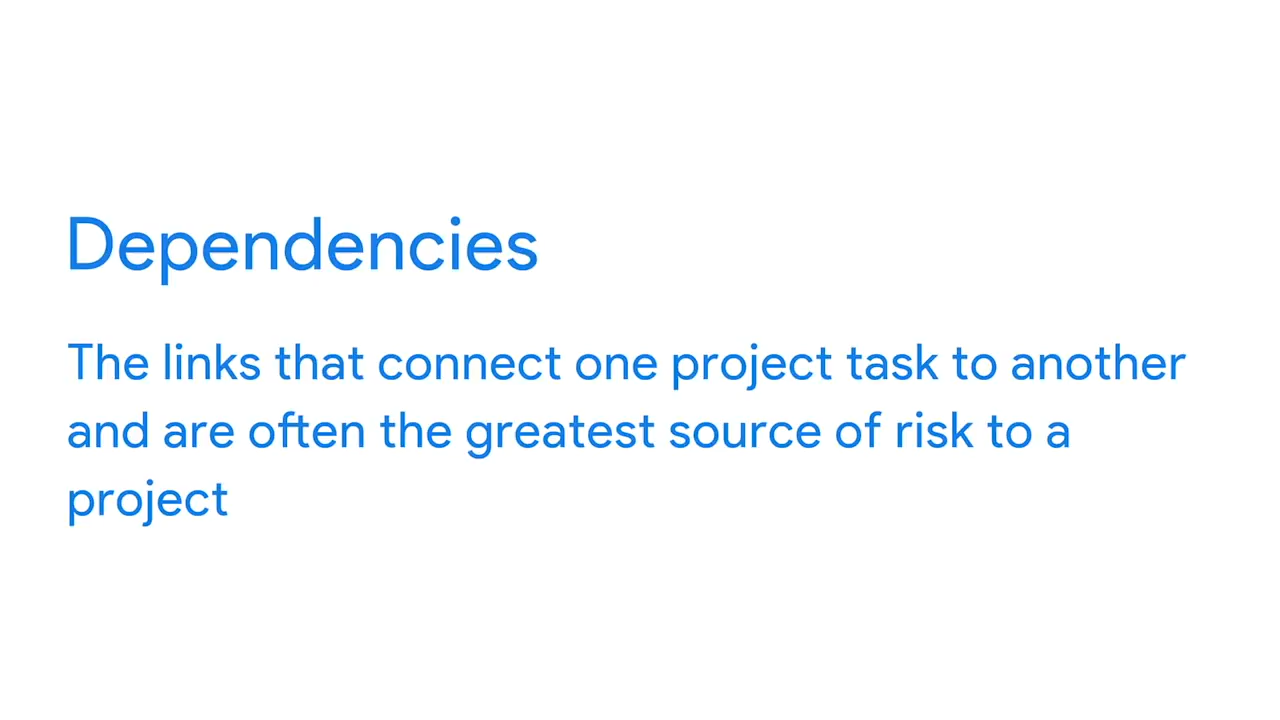 Dependencies
The links that connect one project task to another
and are often the greatest source of risk to a
project